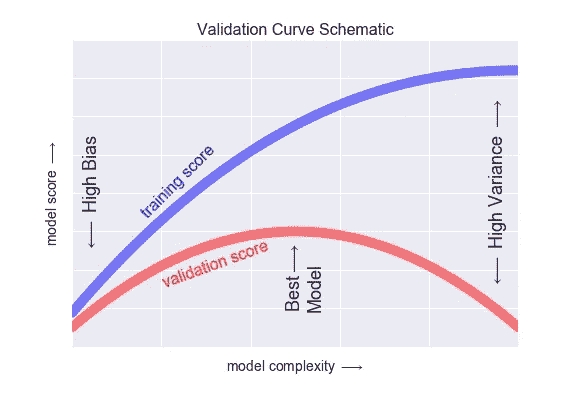 Validation Curve Schematic
model score ⟶
⟵ High Bias
training score
validation score
Best ⟶
Model
⟵ High Variance ⟶
model complexity ⟶